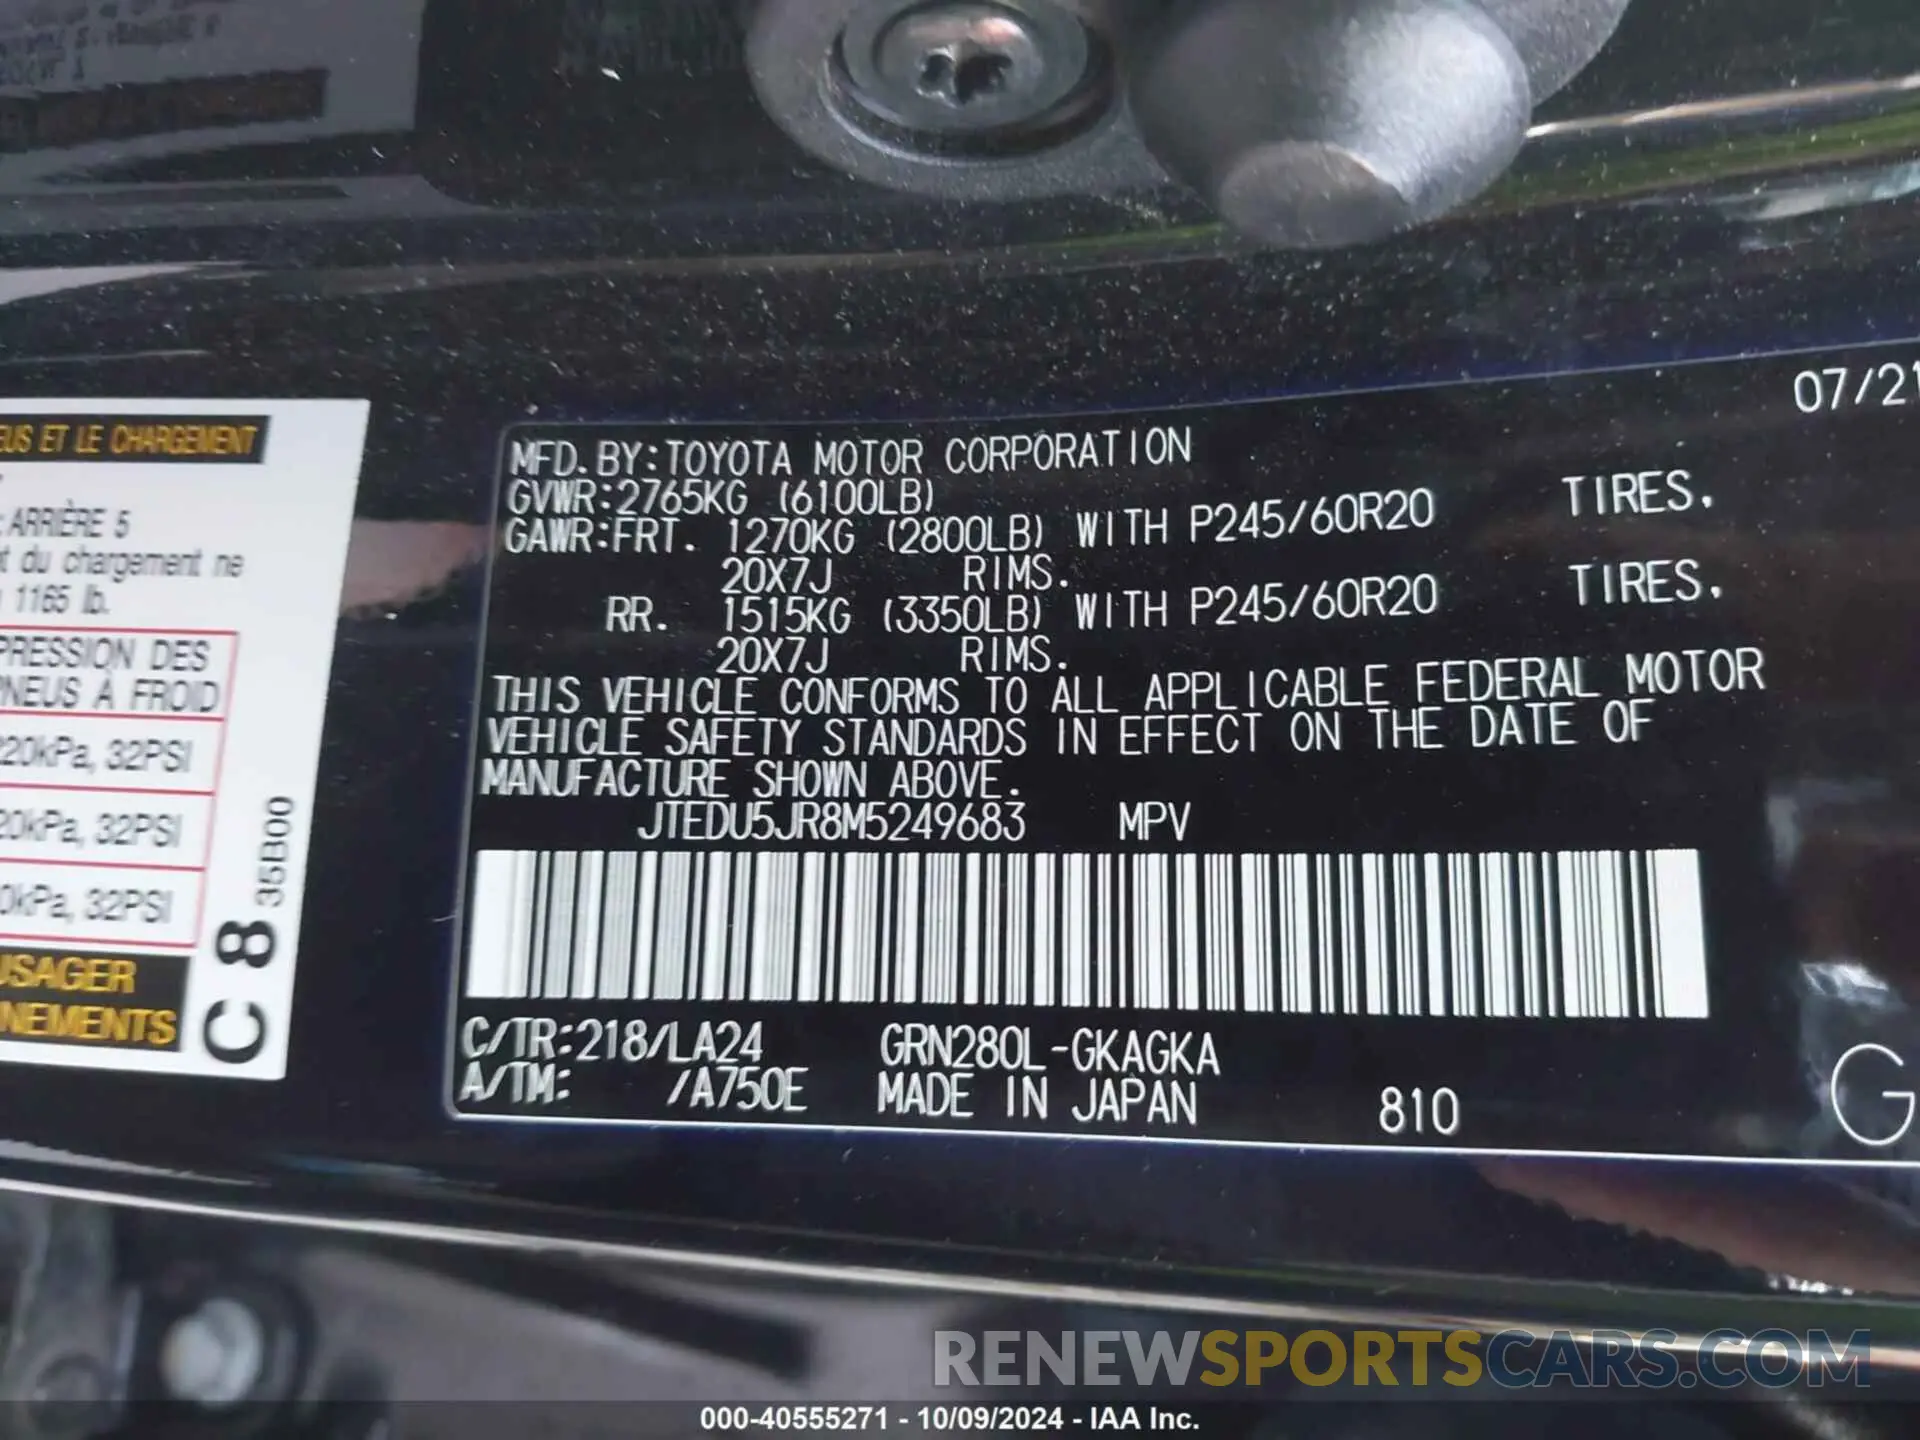 EUS ET LE CHARGEMENT
ARRIÈRE 5
t du chargement ne
1165 lb.
PRESSION DES
PNEUS À FROID
220kPa, 32PSI
20kPa, 32PSI
0kPa, 32PSI
USAGER
NEMENTS
C 8 35B00
07/21
MFD. BY:TOYOTA MOTOR CORPORATION
GVWR:2765KG (6100LB)
GAWR:FRT. 1270KG (2800LB) WITH P245/60R20 TIRES.
20X7J RIMS.
RR. 1515KG (3350LB) WITH P245/60R20 TIRES,
20X7J RIMS.
THIS VEHICLE CONFORMS TO ALL APPLICABLE FEDERAL MOTOR
VEHICLE SAFETY STANDARDS IN EFFECT ON THE DATE OF
MANUFACTURE SHOWN ABOVE.
JTEDU5JR8M5249683 MPV
C/TR:218/LA24 GRN280L-GKAGKA
A/TM: /A750E MADE IN JAPAN 810
G
RENEWSPORTSCARS.COM
000-40555271 - 10/09/2024 - IAA Inc.